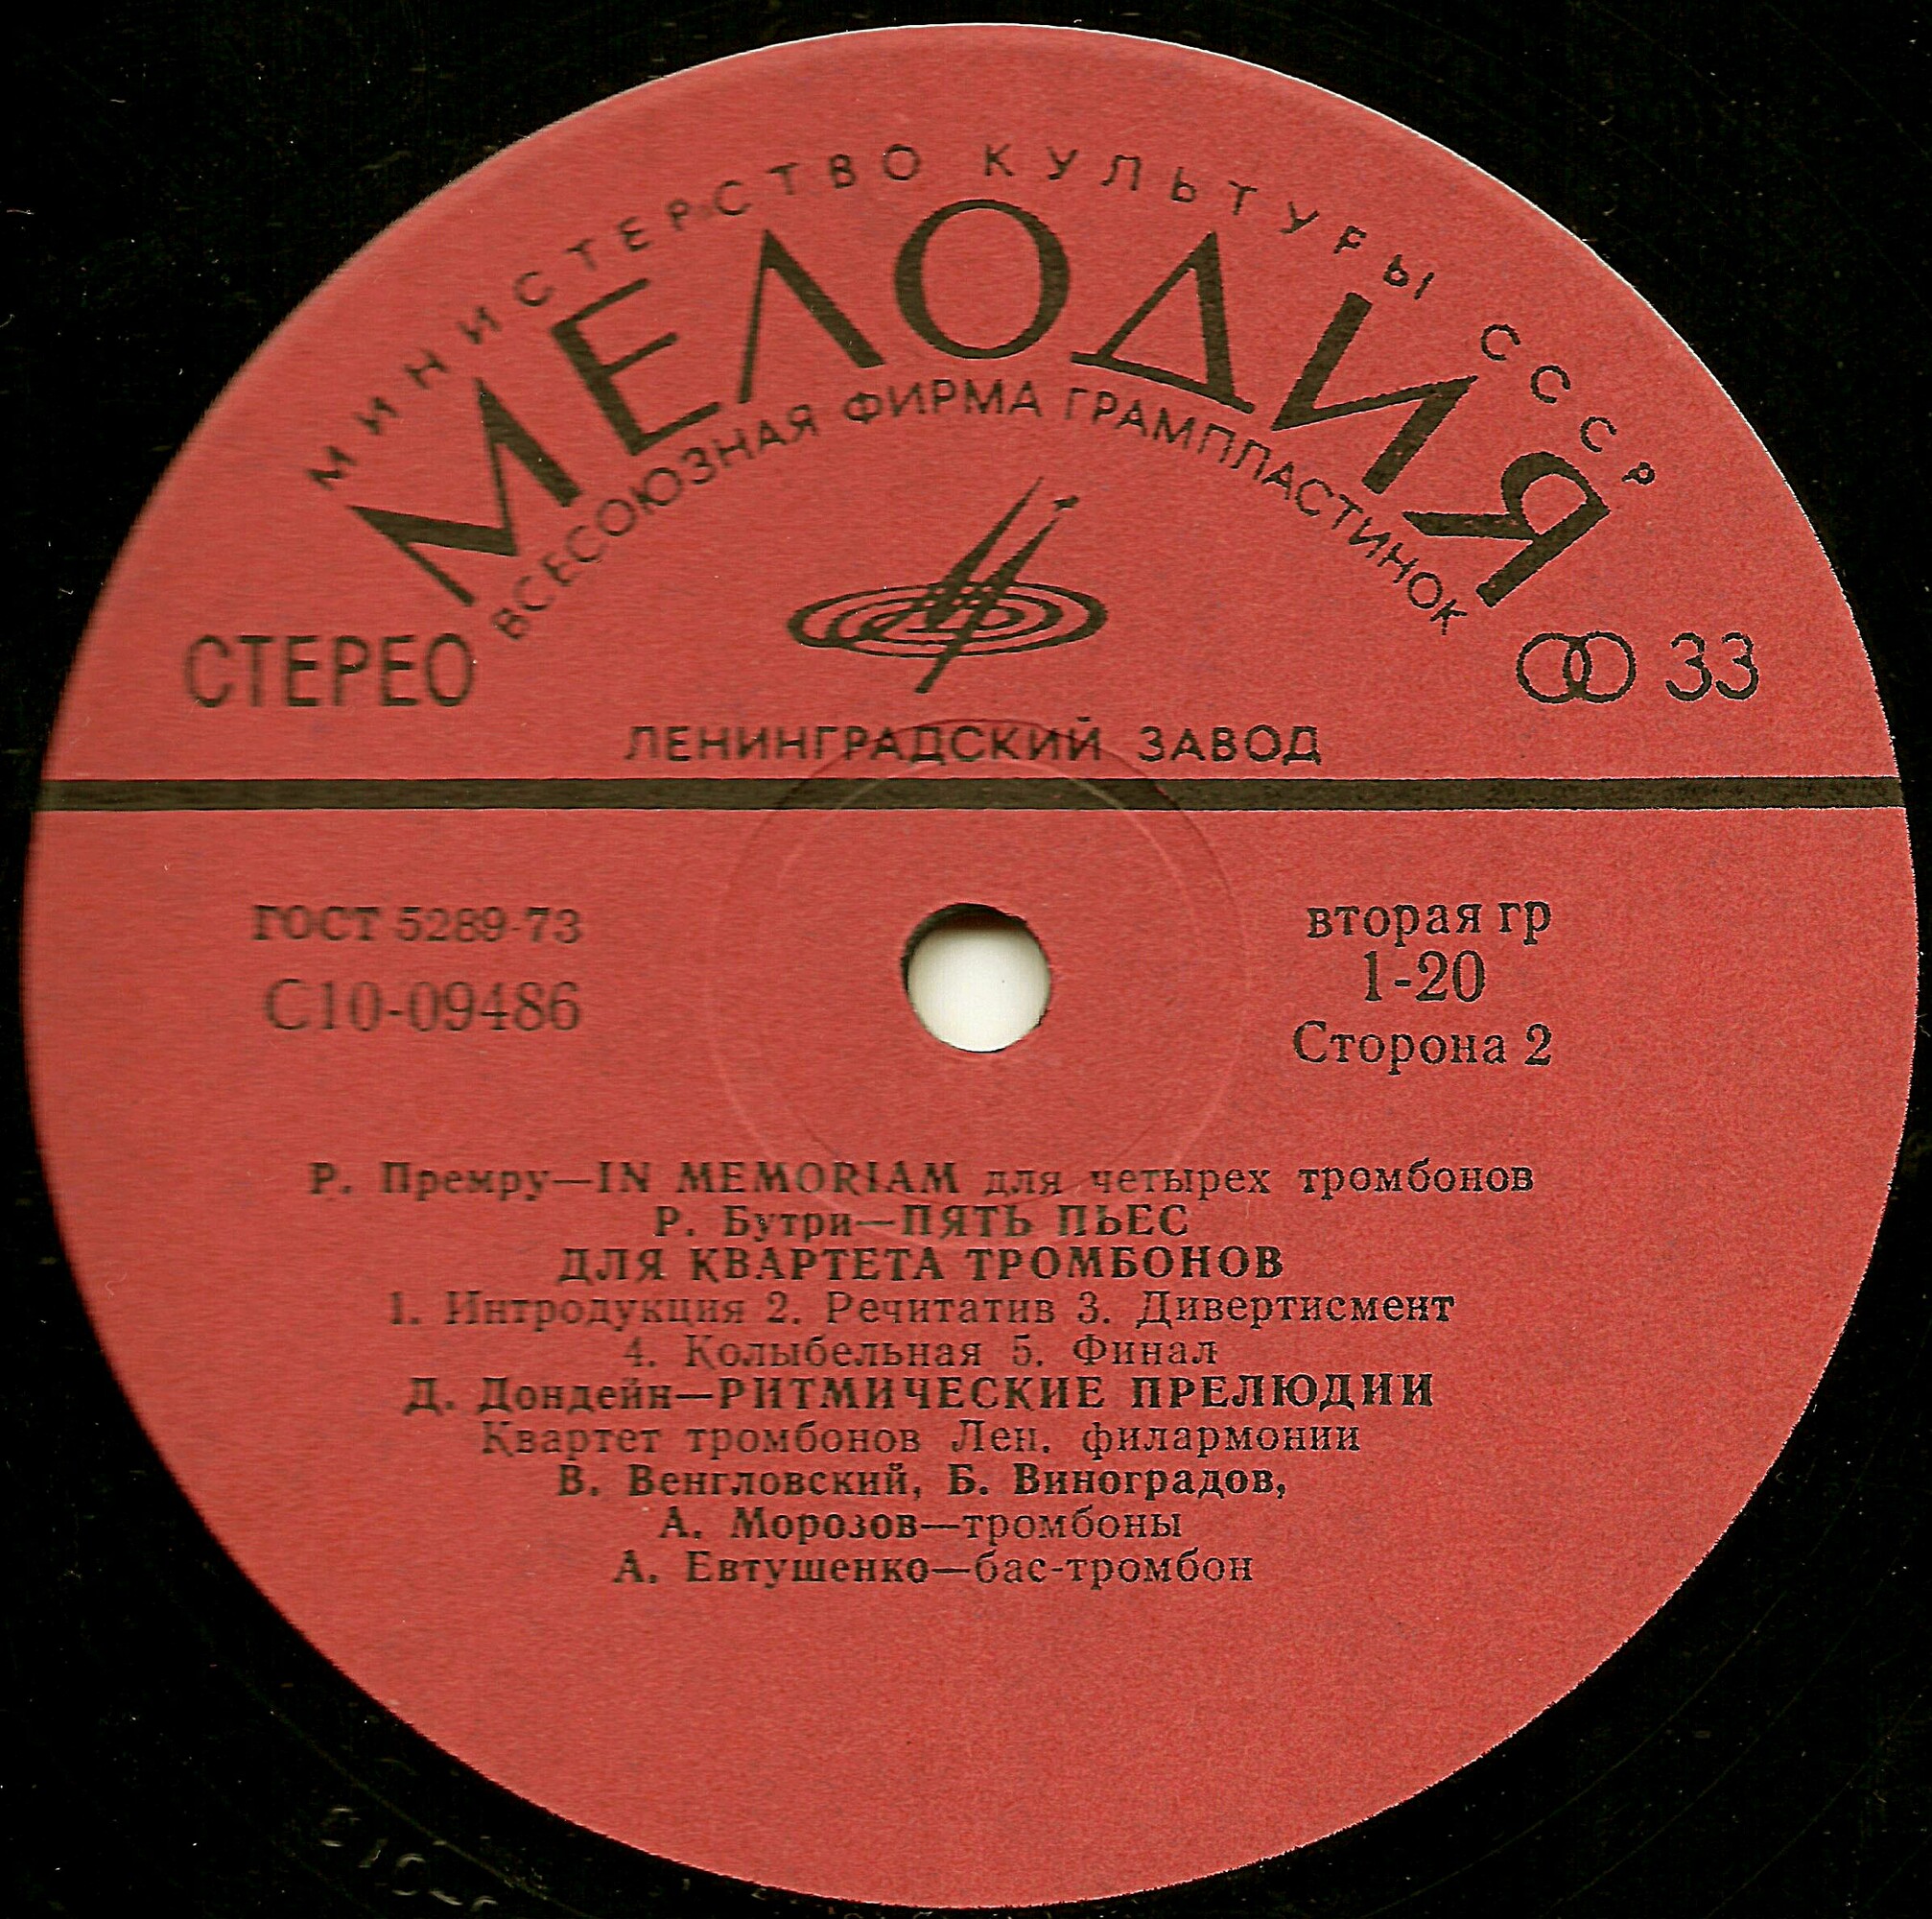 МИНИСТЕРСТВО КУЛЬТУРЫ СССР
МЕЛОДИЯ
ВСЕСОЮЗНАЯ ФИРМА ГРАМПЛАСТИНОК
СТЕРЕО
33
ЛЕНИНГРАДСКИЙ ЗАВОД
ГОСТ 5289-73
С10-09486
вторая гр
1-20
Сторона 2
Р. Премру—IN MEMORIAM для четырех тромбонов
Р. Бутри—ПЯТЬ ПЬЕС
ДЛЯ КВАРТЕТА ТРОМБОНОВ
1. Интродукция 2. Речитатив 3. Дивертисмент
4. Колыбельная 5. Финал
Д. Дондейн—РИТМИЧЕСКИЕ ПРЕЛЮДИИ
Квартет тромбонов Лен. филармонии
В. Венгловский, Б. Виноградов,
А. Морозов—тромбоны
А. Евтушенко—бас-тромбон